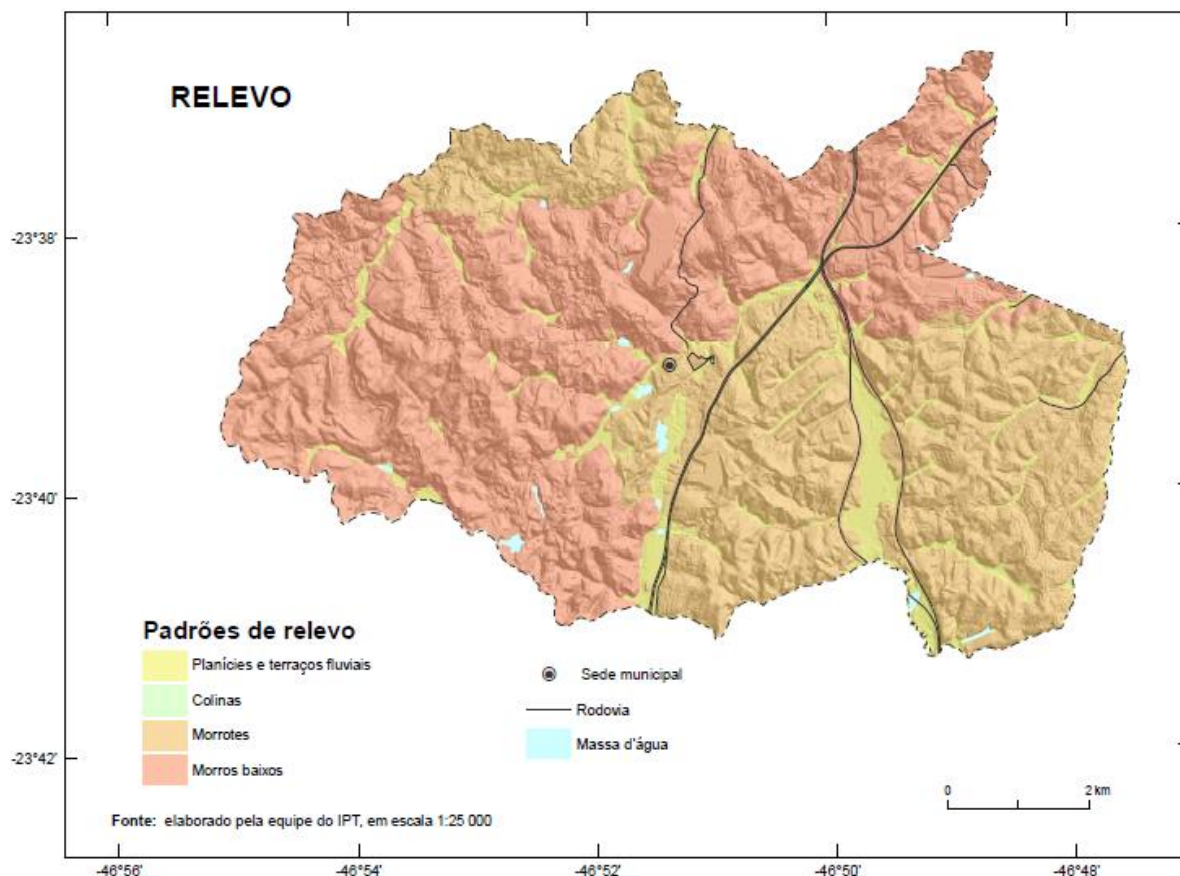 RELEVO
-23°38'
-23°40'
-23°42'
Padrões de relevo
Planícies e terraços fluviais
Colinas
Morrotes
Morros baixos
Sede municipal
Rodovia
Massa d'água
0 2 km
Fonte: elaborado pela equipe do IPT, em escala 1:25 000
-46°56' -46°54' -46°52' -46°50' -46°48'